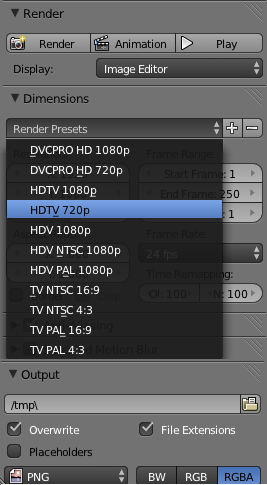 Render
Render Animation Play
Display: Image Editor
Dimensions
Render Presets
DVCPRO HD 1080p
DVCPRO HD 720p
HDTV 1080p
HDTV 720p
HDV 1080p
HDV NTSC 1080p
HDV PAL 1080p
TV NTSC 16:9
TV NTSC 4:3
TV PAL 16:9
TV PAL 4:3
Frame Range:
Start Frame: 1
End Frame: 250
: 1
Frame Rate:
24 fps
Time Remapping:
Ol: 100 N: 100
Motion Blur
Output
/tmp\
Overwrite File Extensions
Placeholders
PNG BW RGB RGBA